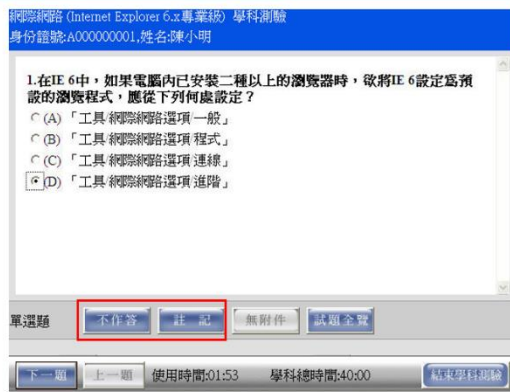 網際網路 (Internet Explorer 6.x專業級) 學科測驗
身份證號:A000000001,姓名:陳小明
1.在IE 6中，如果電腦內已安裝二種以上的瀏覽器時，欲將IE 6設定為預
設的瀏覽程式，應從下列何處設定？
(A) 「工具/網際網路選項/一般」
(B) 「工具/網際網路選項/程式」
(C) 「工具/網際網路選項/連線」
(D) 「工具/網際網路選項/進階」
單選題 不作答 註 記 無附件 試題全覽
下一題 上一題 使用時間:01:53 學科總時間:40:00 結束學科測驗